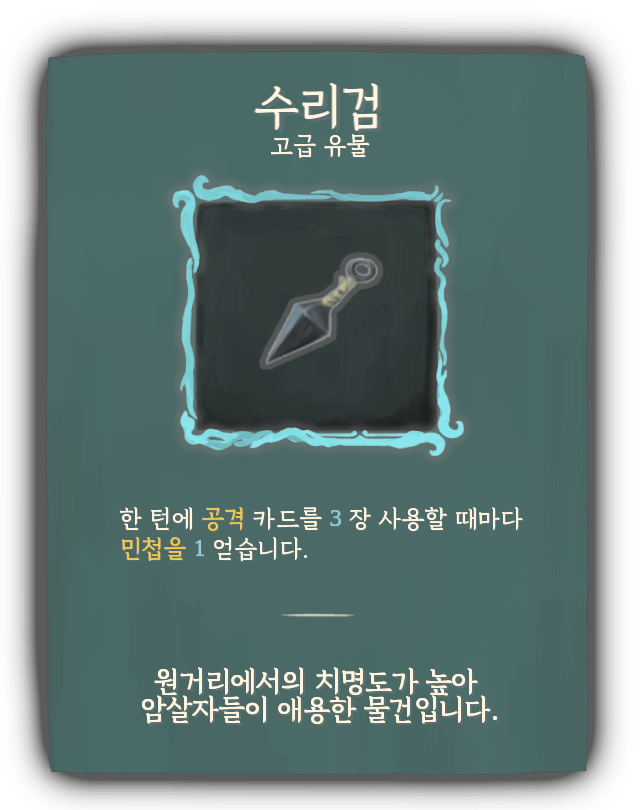 수리검
고급 유물
한 턴에 공격 카드를 3 장 사용할 때마다
민첩을 1 얻습니다.
원거리에서의 치명도가 높아
암살자들이 애용한 물건입니다.